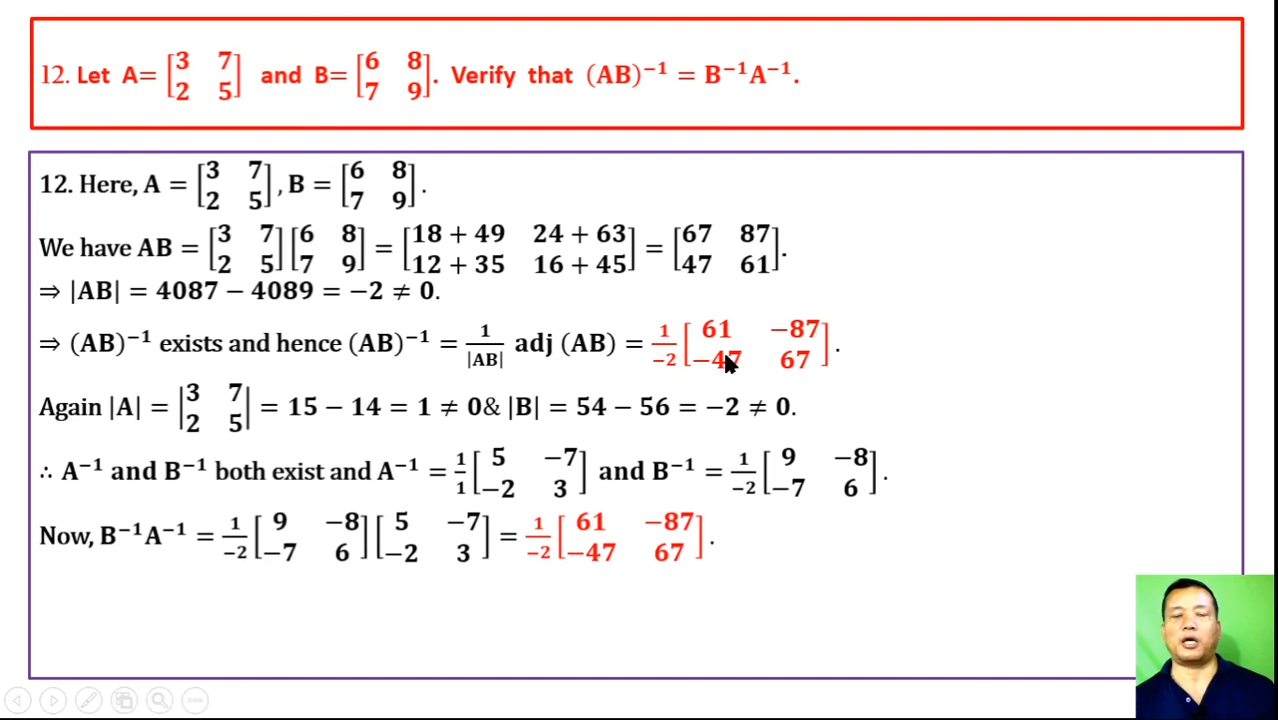 12. Let A= [3 7 2 5] and B= [6 8 7 9]. Verify that (AB)⁻¹ = B⁻¹A⁻¹.
12. Here, A = [3 7 2 5], B = [6 8 7 9].
We have AB = [3 7 2 5][6 8 7 9] = [18 + 49 24 + 63 12 + 35 16 + 45] = [67 87 47 61].
⇒ |AB| = 4087 − 4089 = −2 ≠ 0.
⇒ (AB)⁻¹ exists and hence (AB)⁻¹ = 1/|AB| adj (AB) = 1/−2 [61 −87 −47 67].
Again |A| = |3 7 2 5| = 15 − 14 = 1 ≠ 0& |B| = 54 − 56 = −2 ≠ 0.
∴ A⁻¹ and B⁻¹ both exist and A⁻¹ = 1/1 [5 −7 −2 3] and B⁻¹ = 1/−2 [9 −8 −7 6].
Now, B⁻¹A⁻¹ = 1/−2 [9 −8 −7 6][5 −7 −2 3] = 1/−2 [61 −87 −47 67].